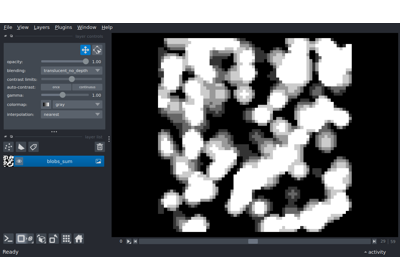 File View Layers Plugins Window Help
opacity: 1.00
blending: translucent_no_depth
contrast limits:
auto-contrast: once continuous
gamma: 1.00
colormap: gray
interpolation: nearest
blobs_sum
Ready
activity